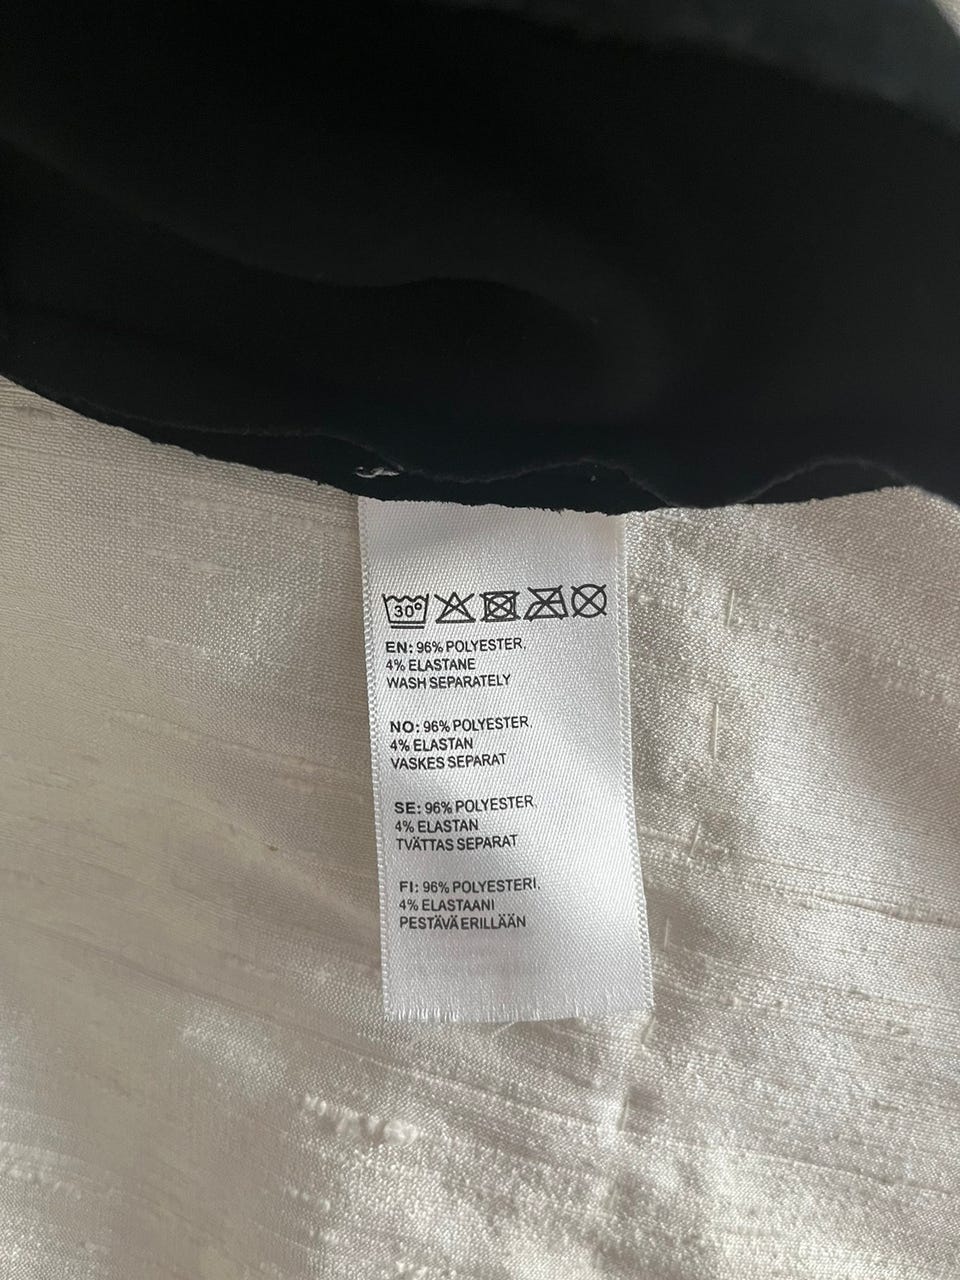 30°
EN: 96% POLYESTER,
4% ELASTANE
WASH SEPARATELY
NO: 96% POLYESTER,
4% ELASTAN
VASKES SEPARAT
SE: 96% POLYESTER,
4% ELASTAN
TVÄTTAS SEPARAT
FI: 96% POLYESTERI,
4% ELASTAANI
PESTÄVÄ ERILLÄÄN